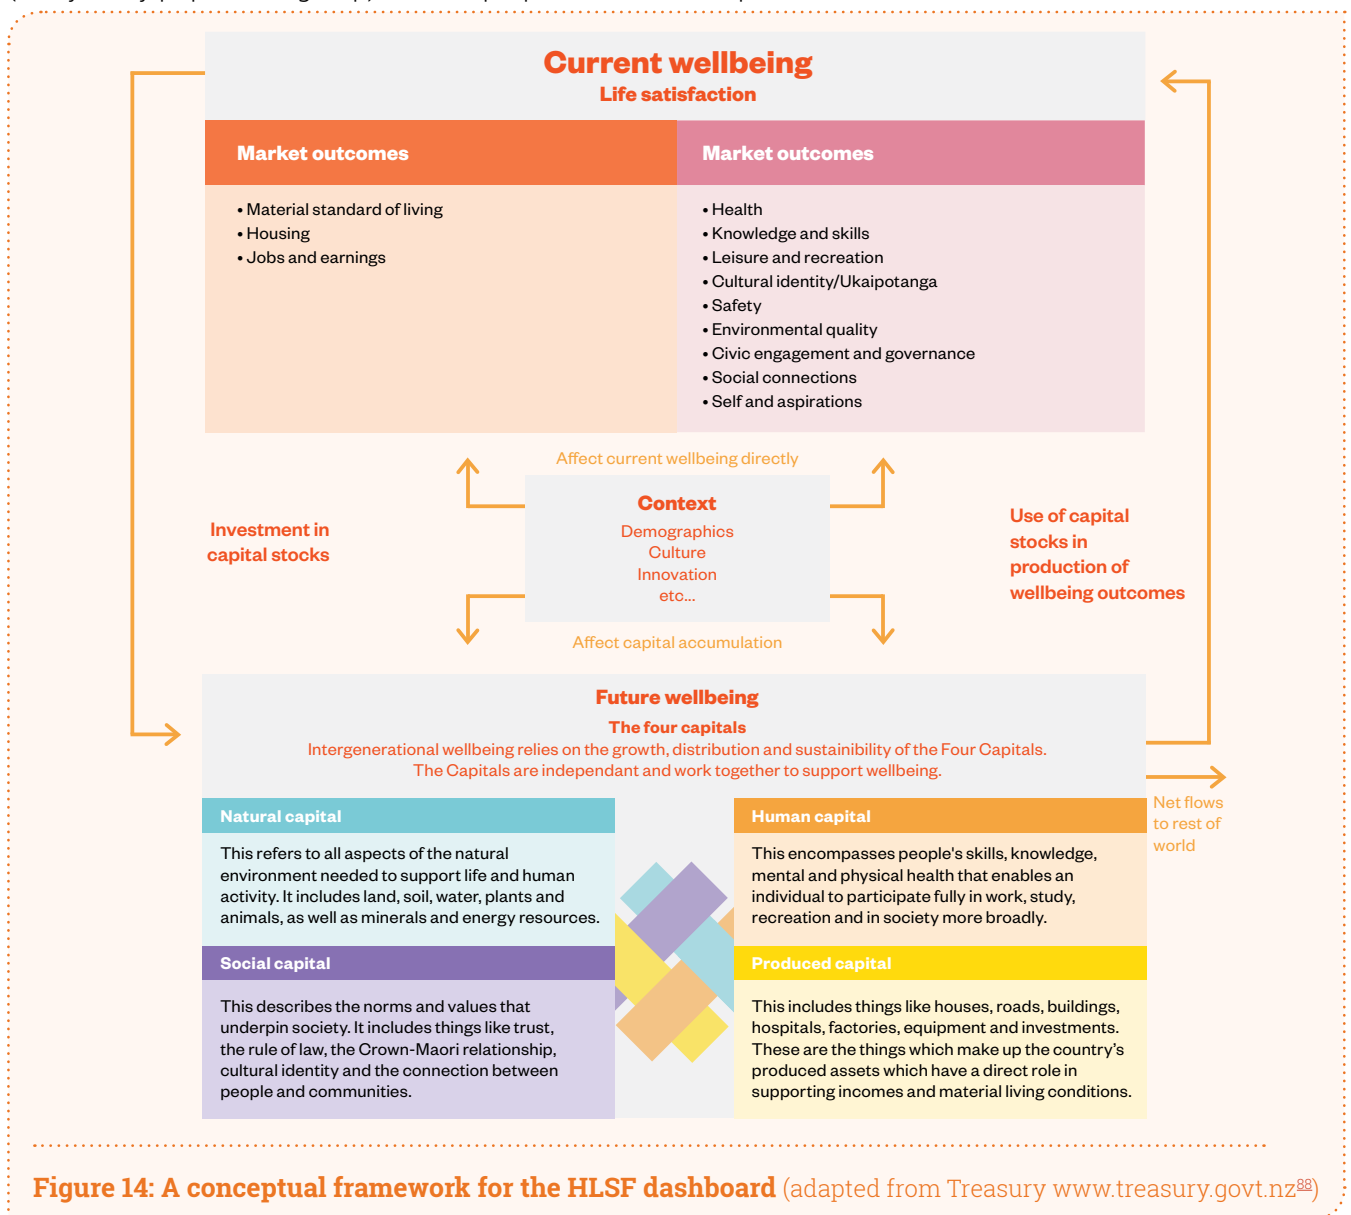 Current wellbeing
Life satisfaction
Market outcomes
• Material standard of living
• Housing
• Jobs and earnings
Market outcomes
• Health
• Knowledge and skills
• Leisure and recreation
• Cultural identity/Ukaipotanga
• Safety
• Environmental quality
• Civic engagement and governance
• Social connections
• Self and aspirations
Affect current wellbeing directly
Investment in
capital stocks
Context
Demographics
Culture
Innovation
etc...
Use of capital
stocks in
production of
wellbeing outcomes
Affect capital accumulation
Future wellbeing
The four capitals
Intergenerational wellbeing relies on the growth, distribution and sustainibility of the Four Capitals.
The Capitals are independant and work together to support wellbeing.
Net flows
to rest of
world
Natural capital
This refers to all aspects of the natural
environment needed to support life and human
activity. It includes land, soil, water, plants and
animals, as well as minerals and energy resources.
Human capital
This encompasses people's skills, knowledge,
mental and physical health that enables an
individual to participate fully in work, study,
recreation and in society more broadly.
Social capital
This describes the norms and values that
underpin society. It includes things like trust,
the rule of law, the Crown-Maori relationship,
cultural identity and the connection between
people and communities.
Produced capital
This includes things like houses, roads, buildings,
hospitals, factories, equipment and investments.
These are the things which make up the country's
produced assets which have a direct role in
supporting incomes and material living conditions.
Figure 14: A conceptual framework for the HLSF dashboard (adapted from Treasury www.treasury.govt.nz88)